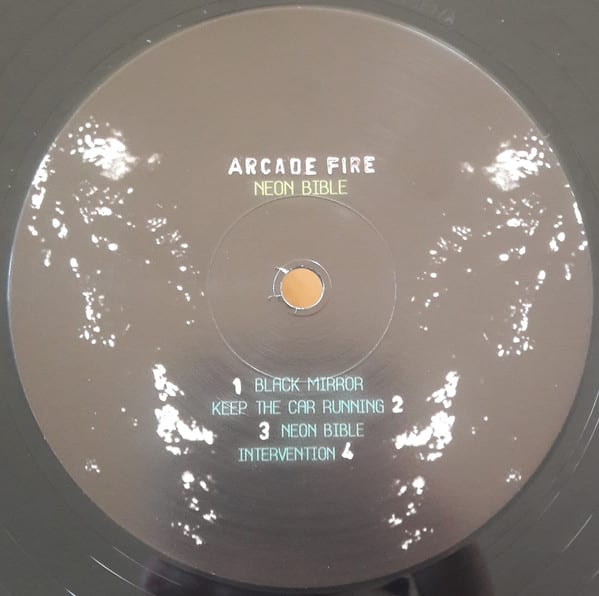 ARCADE FIRE
NEON BIBLE
1 BLACK MIRROR
KEEP THE CAR RUNNING 2
3 NEON BIBLE
INTERVENTION 4